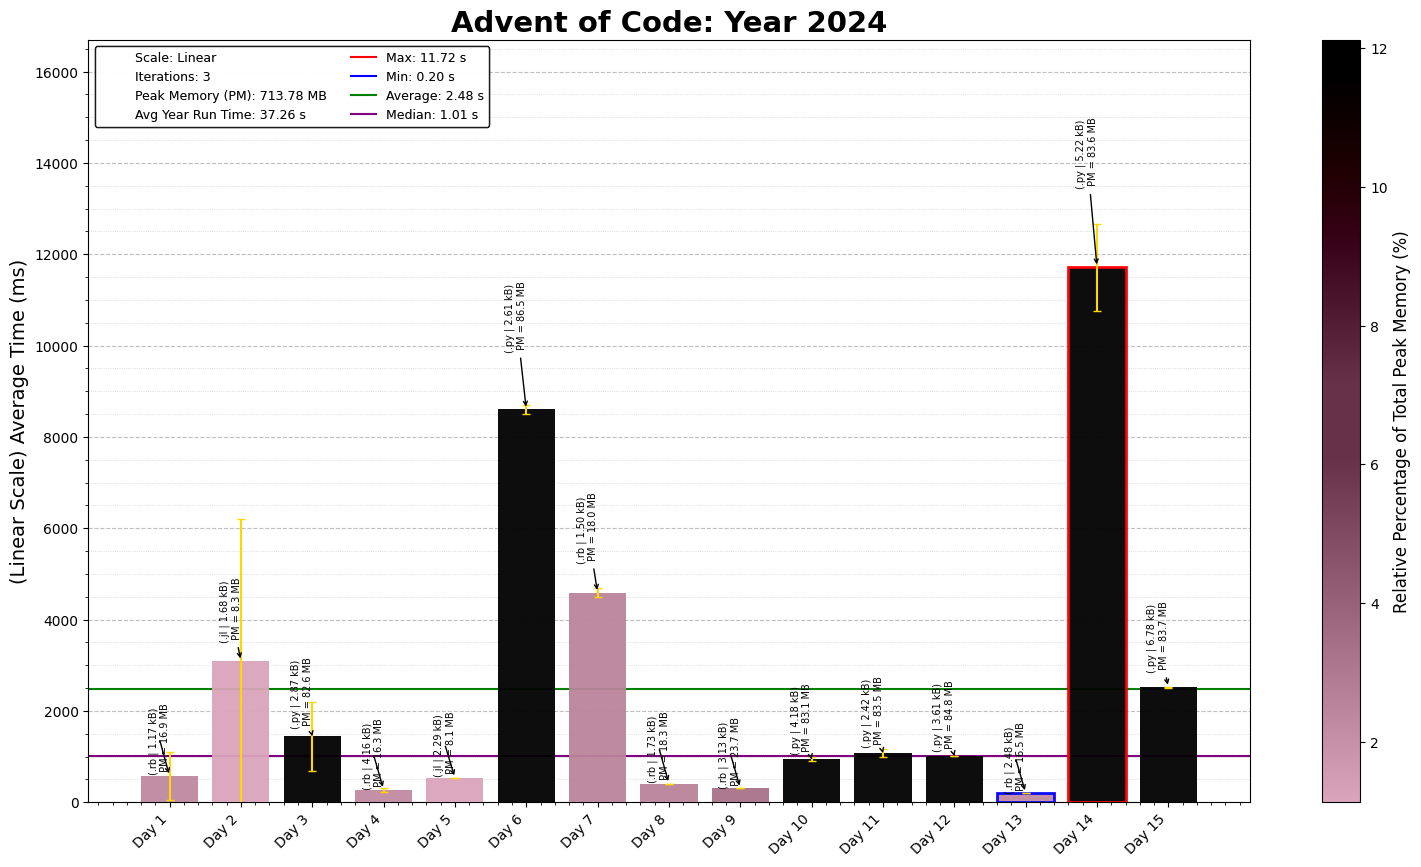 Advent of Code: Year 2024
Scale: Linear
Iterations: 3
Peak Memory (PM): 713.78 MB
Avg Year Run Time: 37.26 s
Max: 11.72 s
Min: 0.20 s
Average: 2.48 s
Median: 1.01 s
(Linear Scale) Average Time (ms)
16000
14000
12000
10000
8000
6000
4000
2000
0
(.rb | 1.17 kB)
PM = 16.9 MB
(.jl | 1.68 kB)
PM = 8.3 MB
(.py | 2.87 kB)
PM = 82.6 MB
(.rb | 4.16 kB)
PM = 16.3 MB
(.jl | 2.29 kB)
PM = 8.1 MB
(.py | 2.61 kB)
PM = 86.5 MB
(.rb | 1.50 kB)
PM = 18.0 MB
(.rb | 1.73 kB)
PM = 18.3 MB
(.rb | 3.13 kB)
PM = 23.7 MB
(.py | 4.18 kB)
PM = 83.1 MB
(.py | 2.42 kB)
PM = 83.5 MB
(.py | 3.61 kB)
PM = 84.8 MB
(.rb | 2.48 kB)
PM = 16.5 MB
(.py | 5.22 kB)
PM = 83.6 MB
(.py | 6.78 kB)
PM = 83.7 MB
Day 1
Day 2
Day 3
Day 4
Day 5
Day 6
Day 7
Day 8
Day 9
Day 10
Day 11
Day 12
Day 13
Day 14
Day 15
12
10
8
6
4
2
Relative Percentage of Total Peak Memory (%)